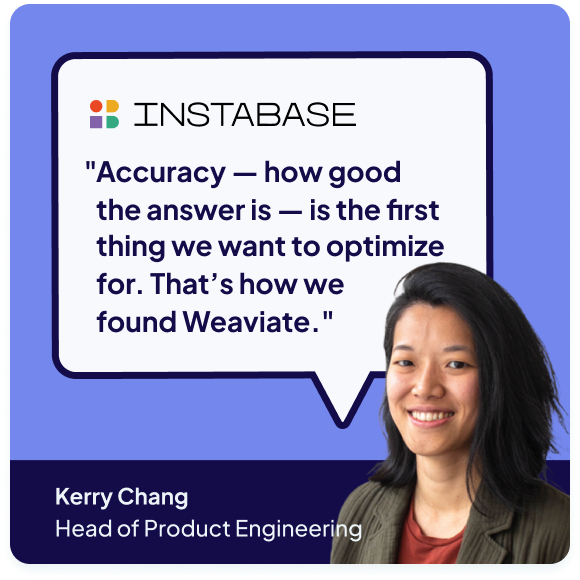 INSTABASE
"Accuracy — how good
the answer is — is the first
thing we want to optimize
for. That’s how we
found Weaviate."
Kerry Chang
Head of Product Engineering